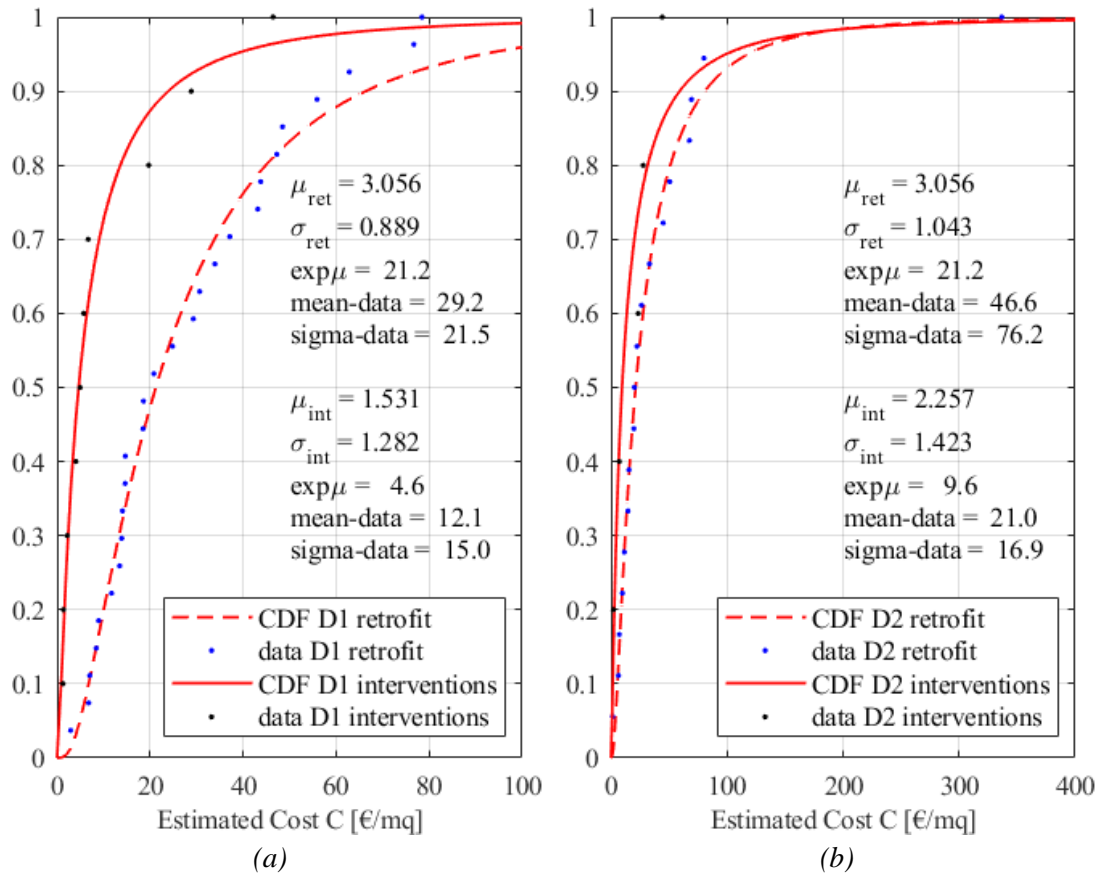 1
0.9
0.8
0.7
0.6
0.5
0.4
0.3
0.2
0.1
0
μret = 3.056
σret = 0.889
expμ = 21.2
mean-data = 29.2
sigma-data = 21.5
μint = 1.531
σint = 1.282
expμ = 4.6
mean-data = 12.1
sigma-data = 15.0
CDF D1 retrofit
data D1 retrofit
CDF D1 interventions
data D1 interventions
0 20 40 60 80 100
Estimated Cost C [€/mq]
(a)
1
0.9
0.8
0.7
0.6
0.5
0.4
0.3
0.2
0.1
0
μret = 3.056
σret = 1.043
expμ = 21.2
mean-data = 46.6
sigma-data = 76.2
μint = 2.257
σint = 1.423
expμ = 9.6
mean-data = 21.0
sigma-data = 16.9
CDF D2 retrofit
data D2 retrofit
CDF D2 interventions
data D2 interventions
0 100 200 300 400
Estimated Cost C [€/mq]
(b)